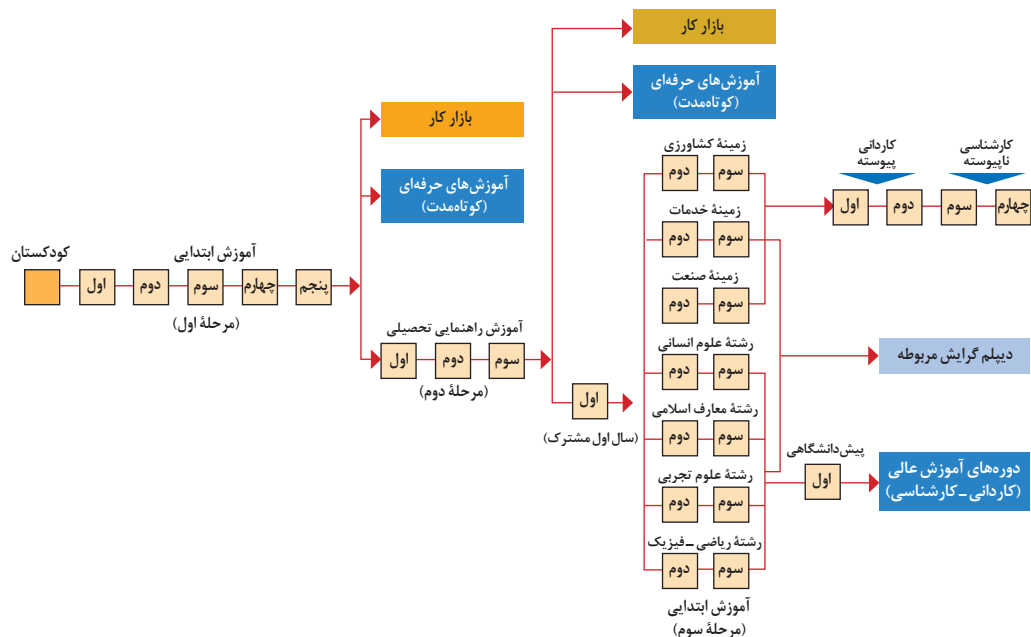 بازار کار
آموزش‌های حرفه‌ای
(کوتاه‌مدت)
بازار کار
آموزش‌های حرفه‌ای
(کوتاه‌مدت)
کودکستان
آموزش ابتدایی
اول
دوم
سوم
چهارم
پنجم
(مرحلهٔ اول)
آموزش راهنمایی تحصیلی
اول
دوم
سوم
(مرحلهٔ دوم)
اول
(سال اول مشترک)
زمینهٔ کشاورزی
دوم
سوم
زمینهٔ خدمات
دوم
سوم
زمینهٔ صنعت
دوم
سوم
رشتهٔ علوم انسانی
دوم
سوم
رشتهٔ معارف اسلامی
دوم
سوم
رشتهٔ علوم تجربی
دوم
سوم
رشتهٔ ریاضی ـ فیزیک
دوم
سوم
آموزش ابتدایی
(مرحلهٔ سوم)
کاردانی
پیوسته
کارشناسی
ناپیوسته
اول
دوم
سوم
چهارم
دیپلم گرایش مربوطه
پیش‌دانشگاهی
اول
دوره‌های آموزش عالی
(کاردانی ـ کارشناسی)